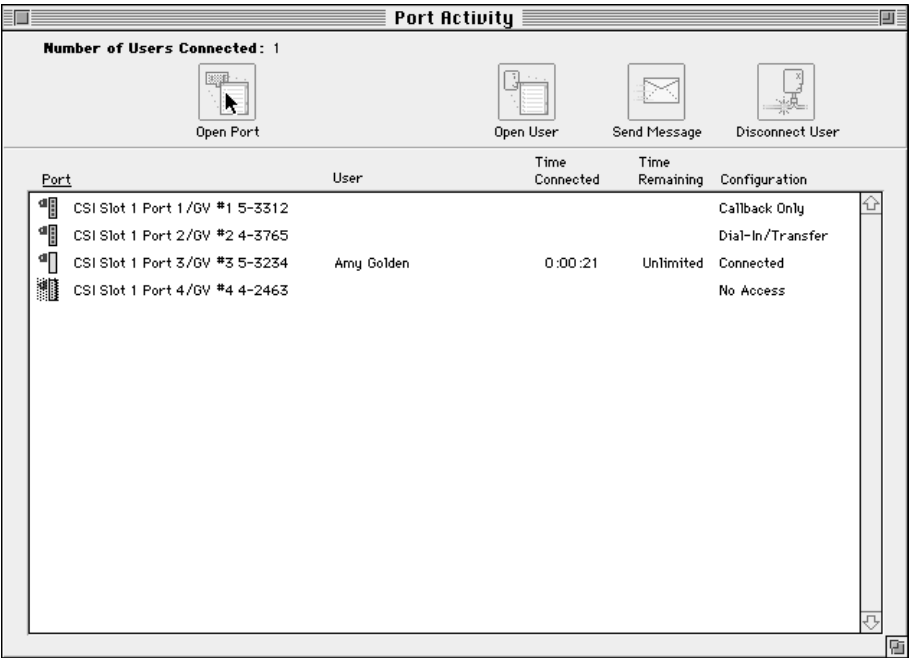 Port Activity
Number of Users Connected: 1
Open Port Open User Send Message Disconnect User
Time Time
Port User Connected Remaining Configuration
CSI Slot 1 Port 1/GV #1 5-3312 Callback Only
CSI Slot 1 Port 2/GV #2 4-3765 Dial-In/Transfer
CSI Slot 1 Port 3/GV #3 5-3234 Amy Golden 0:00:21 Unlimited Connected
CSI Slot 1 Port 4/GV #4 4-2463 No Access